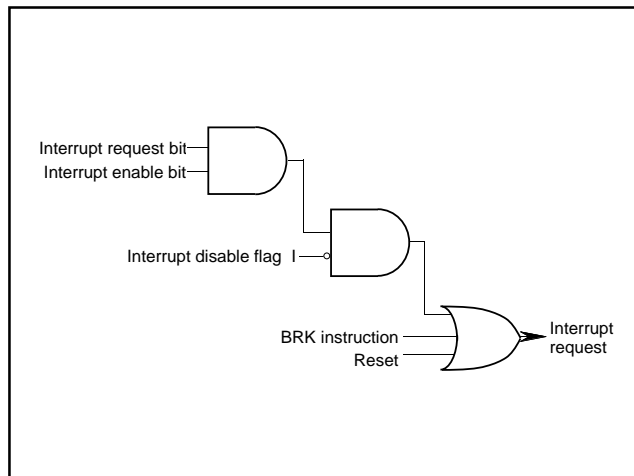 Interrupt request bit
Interrupt enable bit
Interrupt disable flag I
BRK instruction
Reset
Interrupt
request